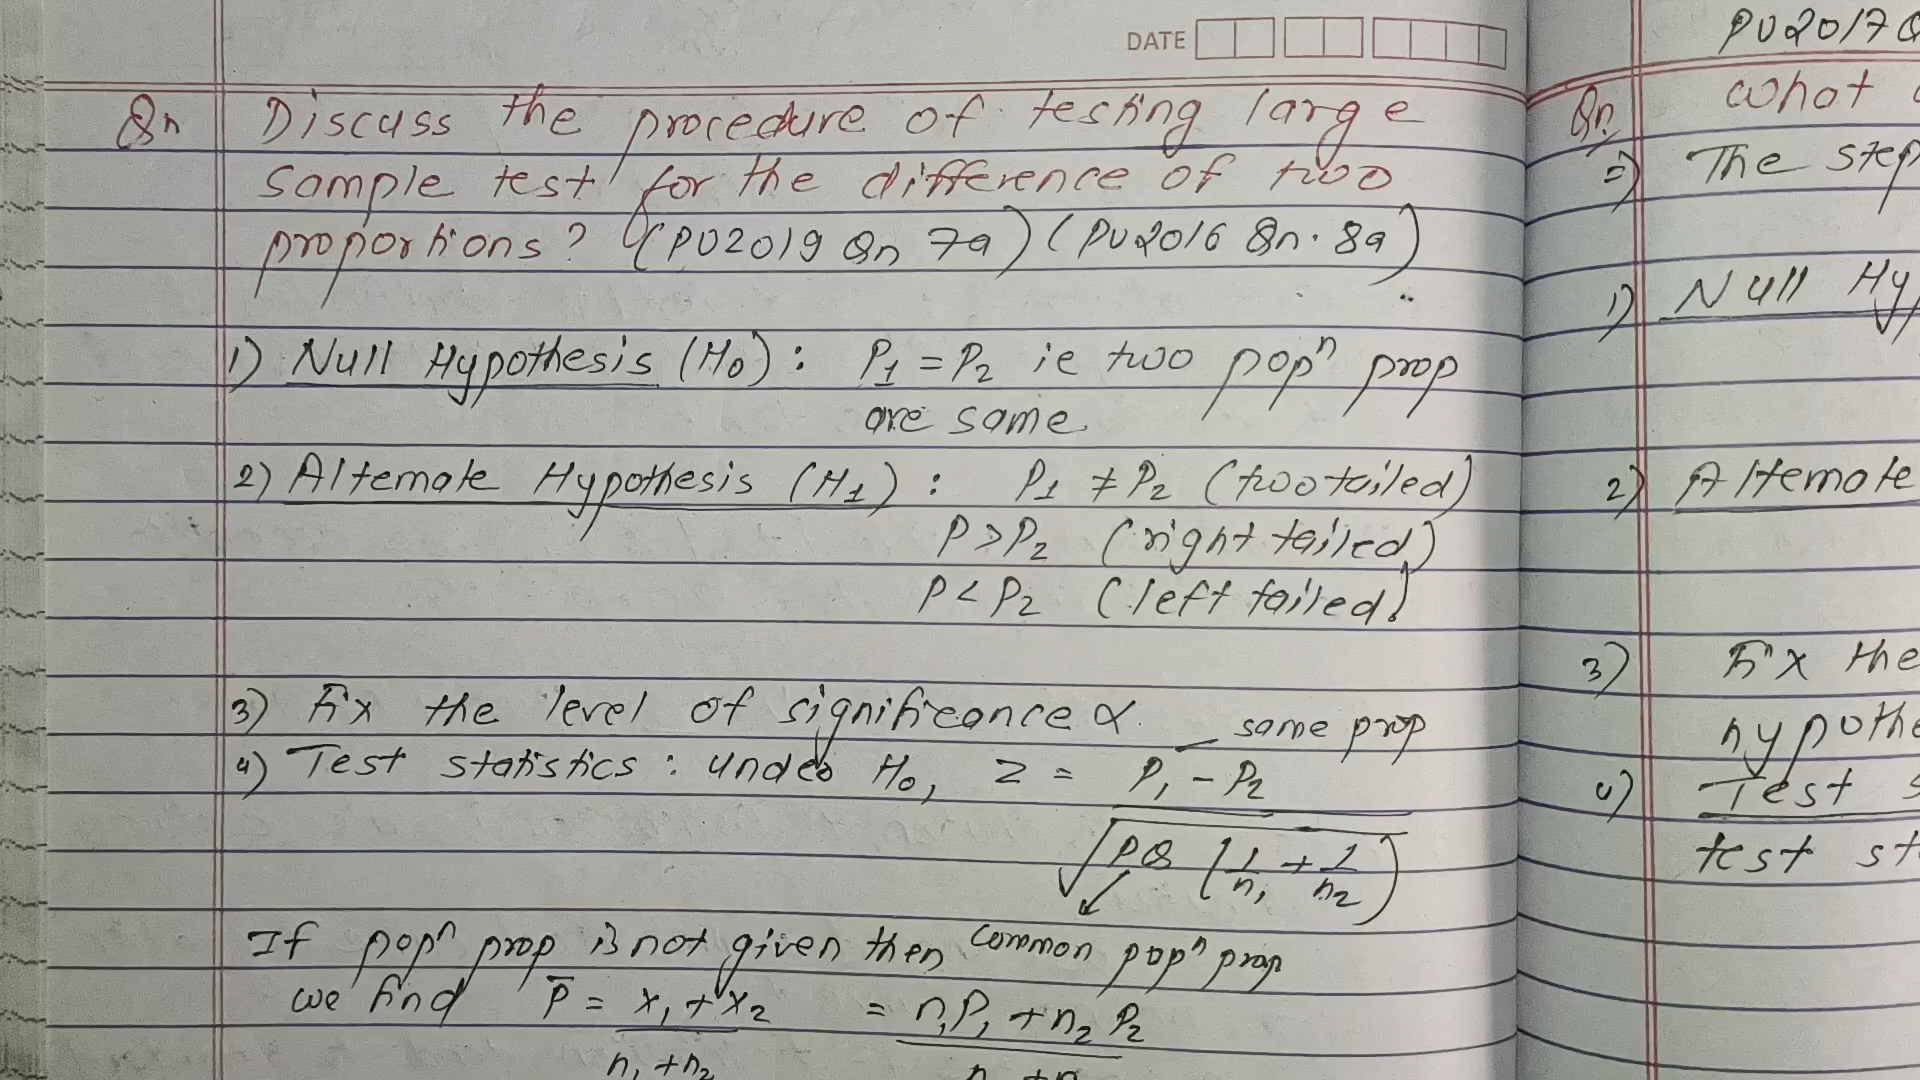 DATE
Qn Discuss the procedure of testing large
sample test for the difference of two
proportions? (PU2019 Qn 7a) (PU2016 Qn. 8a)
1) Null Hypothesis (H₀) : P₁ = P₂ ie two popⁿ prop
are same
2) Alternate Hypothesis (H₁) : P₁ ≠ P₂ (two tailed)
P > P₂ (right tailed)
P < P₂ (left tailed)
3) Fix the level of significance α.
same prop
4) Test statistics : under H₀, Z = P₁ - P₂
√PQ (1/n₁ + 1/n₂)
If popⁿ prop is not given then common popⁿ prop
we find P̅ = x₁ + x₂ = n₁P₁ + n₂ P₂
n₁ + n₂
PU2017
Qn. what
=) The step
1) Null Hy
2) Alternate
3) Fix the
hypothe
4) Test s
test st